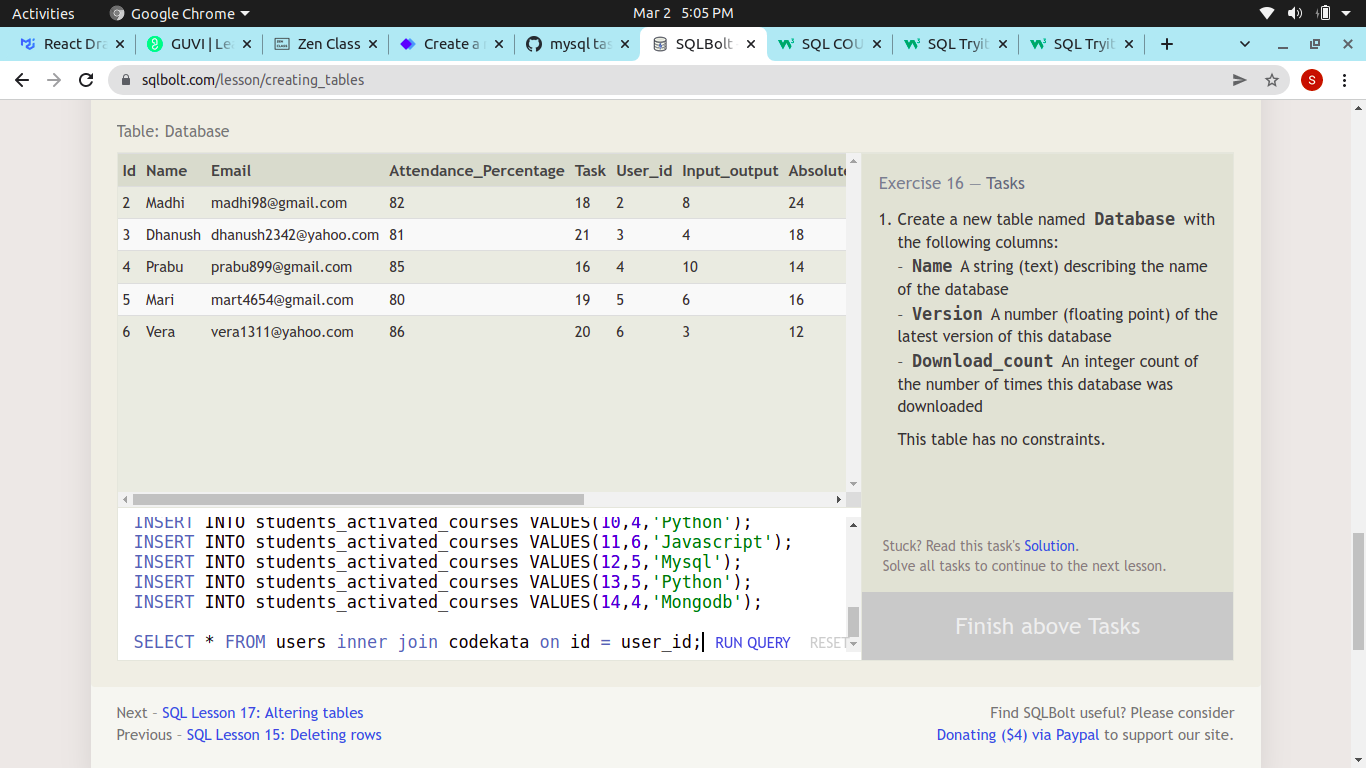 Activities Google Chrome Mar 2 5:05 PM
React Dra GUVI | Le Zen Class Create a mysql tas SQLBolt - SQL COU SQL Tryit SQL Tryit
sqlbolt.com/lesson/creating_tables S
Table: Database
Id Name Email Attendance_Percentage Task User_id Input_output Absolute
2 Madhi madhi98@gmail.com 82 18 2 8 24
3 Dhanush dhanush2342@yahoo.com 81 21 3 4 18
4 Prabu prabu899@gmail.com 85 16 4 10 14
5 Mari mart4654@gmail.com 80 19 5 6 16
6 Vera vera1311@yahoo.com 86 20 6 3 12
INSERT INTO students_activated_courses VALUES(10,4,'Python');
INSERT INTO students_activated_courses VALUES(11,6,'Javascript');
INSERT INTO students_activated_courses VALUES(12,5,'Mysql');
INSERT INTO students_activated_courses VALUES(13,5,'Python');
INSERT INTO students_activated_courses VALUES(14,4,'Mongodb');
SELECT * FROM users inner join codekata on id = user_id; RUN QUERY RESET
Exercise 16 — Tasks
1. Create a new table named Database with
the following columns:
- Name A string (text) describing the name
of the database
- Version A number (floating point) of the
latest version of this database
- Download_count An integer count of
the number of times this database was
downloaded
This table has no constraints.
Stuck? Read this task's Solution.
Solve all tasks to continue to the next lesson.
Finish above Tasks
Next - SQL Lesson 17: Altering tables
Previous - SQL Lesson 15: Deleting rows
Find SQLBolt useful? Please consider
Donating ($4) via Paypal to support our site.